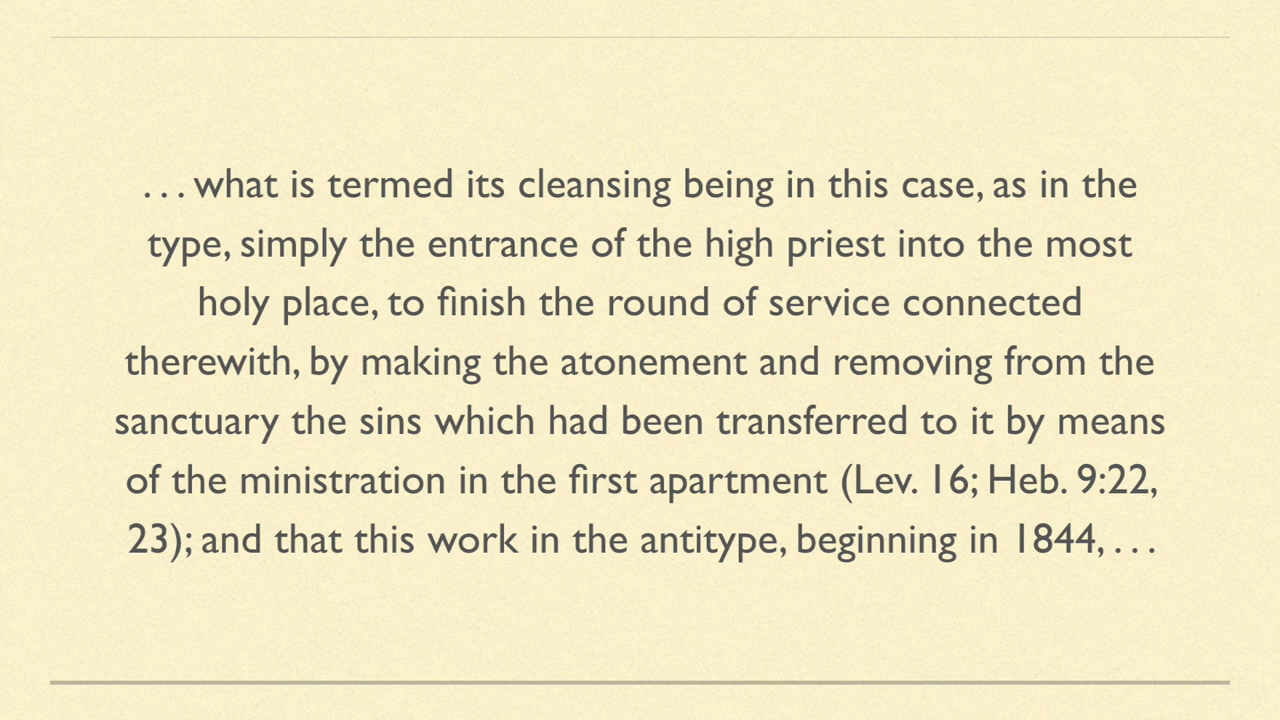 . . . what is termed its cleansing being in this case, as in the
type, simply the entrance of the high priest into the most
holy place, to finish the round of service connected
therewith, by making the atonement and removing from the
sanctuary the sins which had been transferred to it by means
of the ministration in the first apartment (Lev. 16; Heb. 9:22,
23); and that this work in the antitype, beginning in 1844, . . .